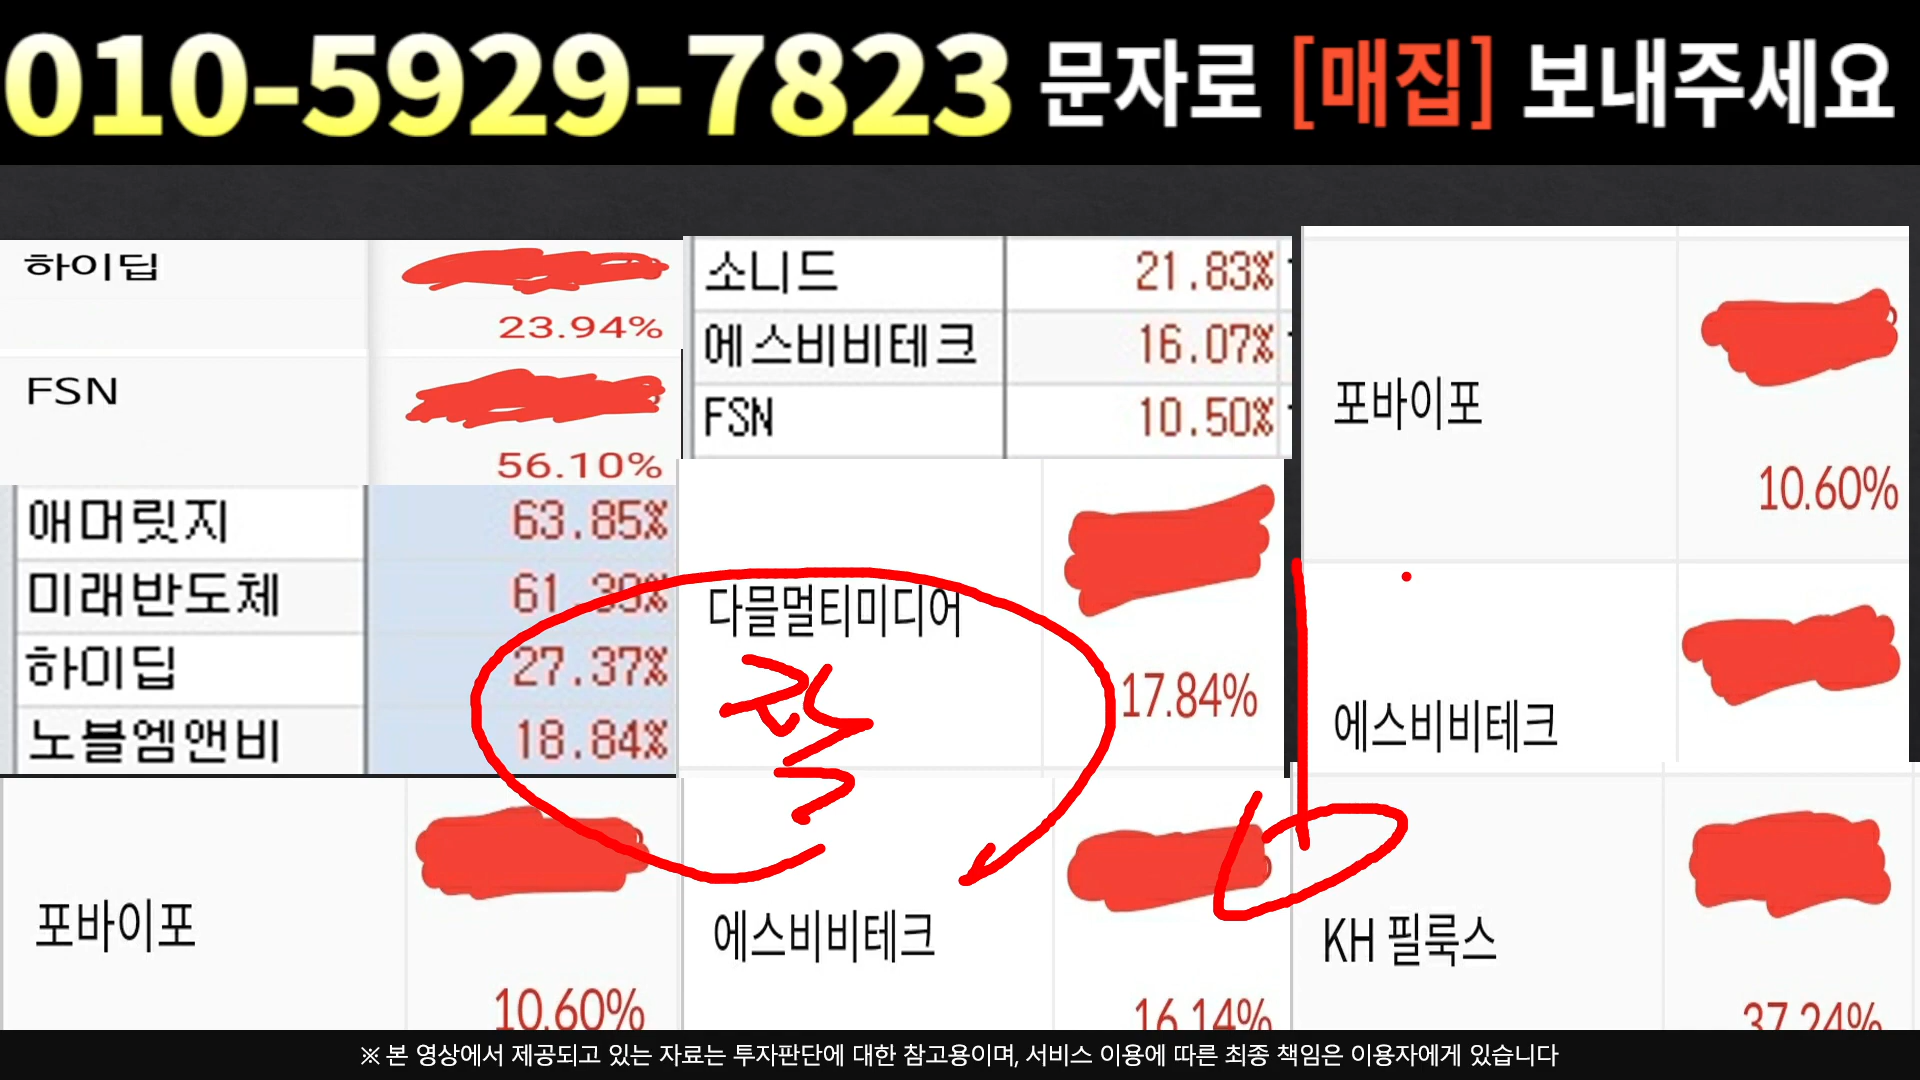 010-5929-7823 문자로 [매집] 보내주세요
하이딥
23.94%
FSN
56.10%
애머릿지 63.85%
미래반도체 61.39%
하이딥 27.37%
노블엠앤비 18.84%
소니드 21.83%
에스비비테크 16.07%
FSN 10.50%
다믈멀티미디어
17.84%
포바이포
10.60%
에스비비테크
포바이포
10.60%
에스비비테크
16.14%
KH 필룩스
37.24%
※ 본 영상에서 제공되고 있는 자료는 투자판단에 대한 참고용이며, 서비스 이용에 따른 최종 책임은 이용자에게 있습니다